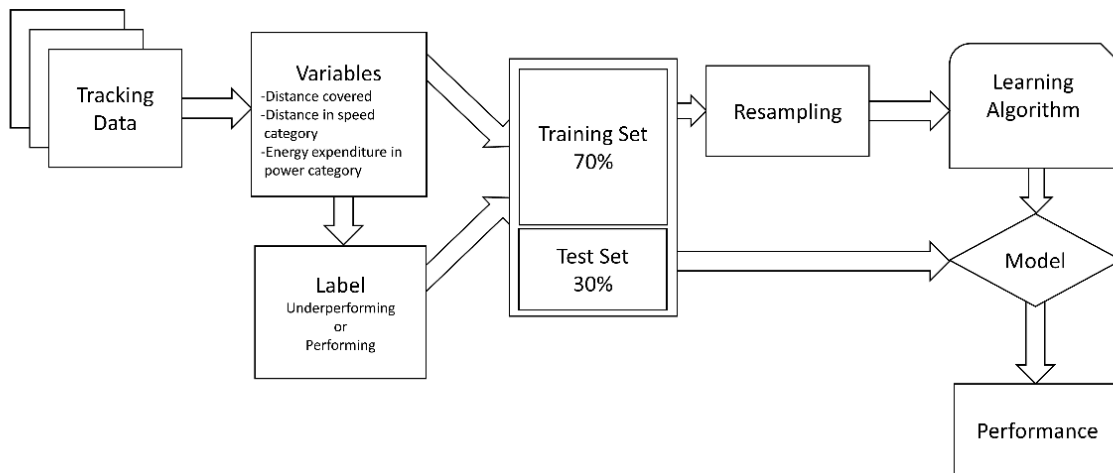 Tracking
Data
Variables
-Distance covered
-Distance in speed
category
-Energy expenditure in
power category
Label
Underperforming
or
Performing
Training Set
70%
Test Set
30%
Resampling
Learning
Algorithm
Model
Performance